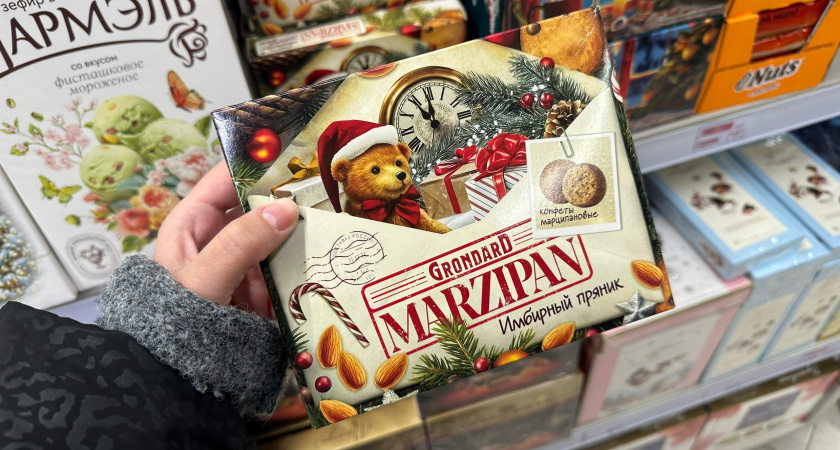 зефир
АРМЭЛЬ
со вкусом
фисташковое
мороженое
Nuts
конфеты
марципановые
GRONDARD
MARZIPAN
Имбирный пряник